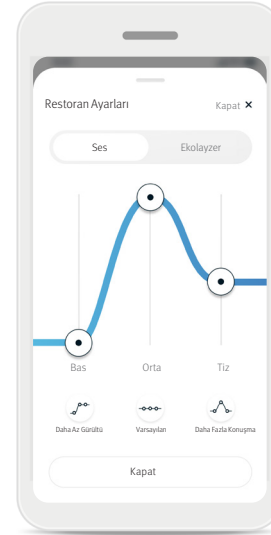 Restoran Ayarları
Kapat ×
Ses
Ekolayzer
Bas
Orta
Tiz
Daha Az Gürültü
Varsayılan
Daha Fazla Konuşma
Kapat